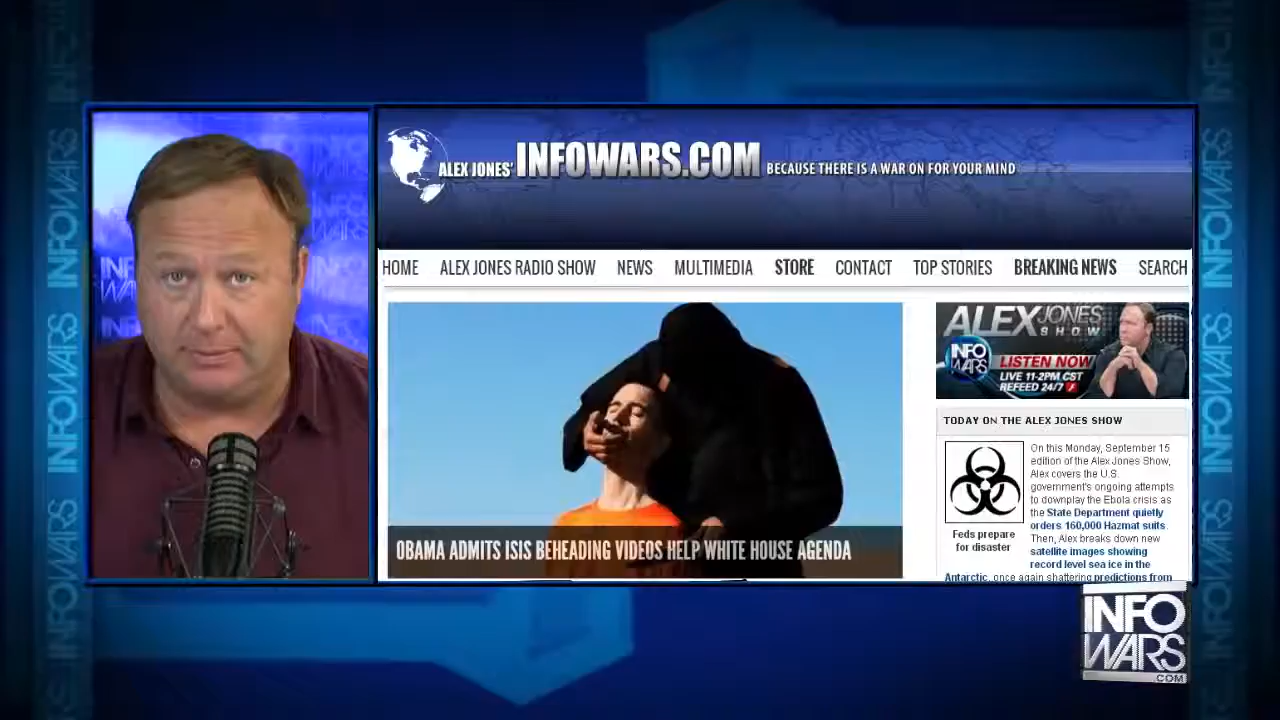 ALEX JONES' INFOWARS.COM BECAUSE THERE IS A WAR ON FOR YOUR MIND
HOME ALEX JONES RADIO SHOW NEWS MULTIMEDIA STORE CONTACT TOP STORIES BREAKING NEWS SEARCH
OBAMA ADMITS ISIS BEHEADING VIDEOS HELP WHITE HOUSE AGENDA
ALEX JONES
SHOW
INFO
WARS
LISTEN NOW
LIVE 11-2PM CST
REFEED 24/7
TODAY ON THE ALEX JONES SHOW
Feds prepare
for disaster
On this Monday, September 15
edition of the Alex Jones Show,
Alex covers the U.S.
government's ongoing attempts
to downplay the Ebola crisis as
the State Department quietly
orders 160,000 Hazmat suits.
Then, Alex breaks down new
satellite images showing
record level sea ice in the
Antarctic, once again shattering predictions from
INFO
WARS
.COM
INFOWARS
INFOWARS
INFOWARS
INFOWARS